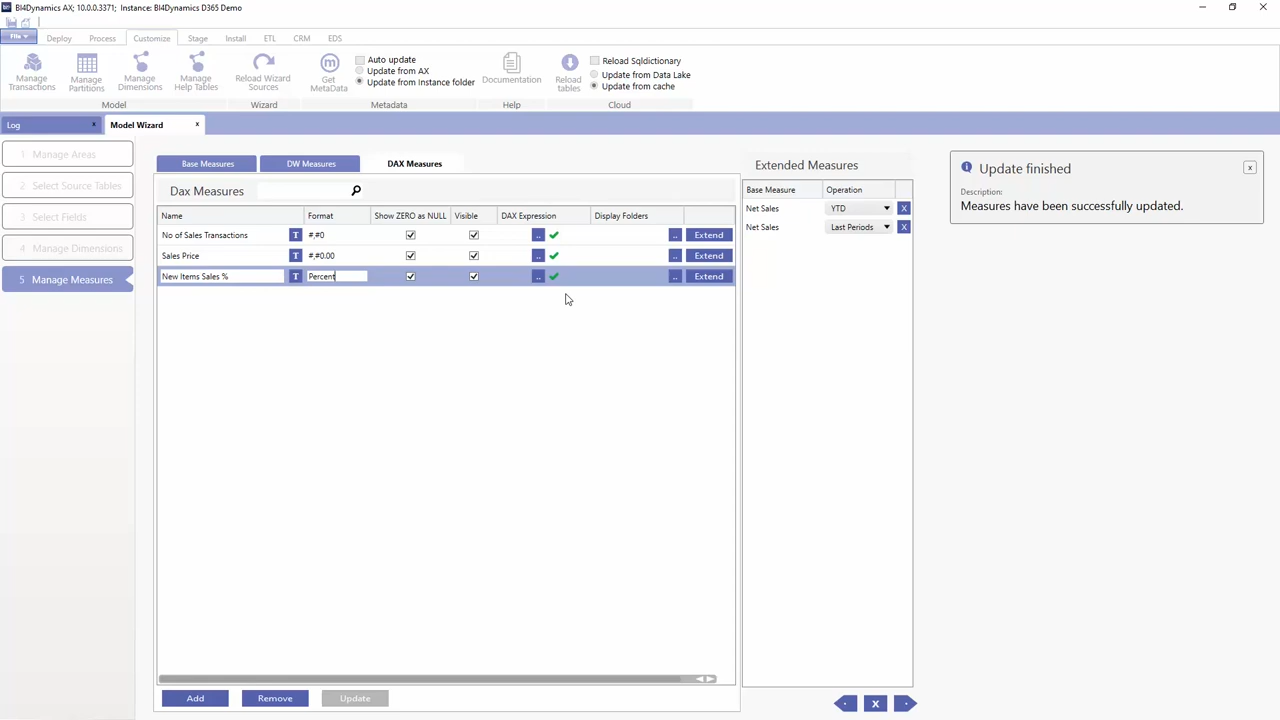 BI4Dynamics AX; 10.0.0.3371; Instance: BI4Dynamics D365 Demo
File Deploy Process Customize Stage Install ETL CRM EDS
Manage Transactions
Manage Partitions
Manage Dimensions
Manage Help Tables
Reload Wizard Sources
Get MetaData
Auto update
Update from AX
Update from Instance folder
Documentation
Reload tables
Reload Sqldictionary
Update from Data Lake
Update from cache
Model Wizard Metadata Help Cloud
Log x Model Wizard x
1 Manage Areas
2 Select Source Tables
3 Select Fields
4 Manage Dimensions
5 Manage Measures
Base Measures DW Measures DAX Measures
Dax Measures
Name Format Show ZERO as NULL Visible DAX Expression Display Folders
No of Sales Transactions T #,#0 .. .. Extend
Sales Price T #,#0.00 .. .. Extend
New Items Sales % T Percent .. .. Extend
Add Remove Update
Extended Measures
Base Measure Operation
Net Sales YTD X
Net Sales Last Periods X
X
Update finished x
Description:
Measures have been successfully updated.